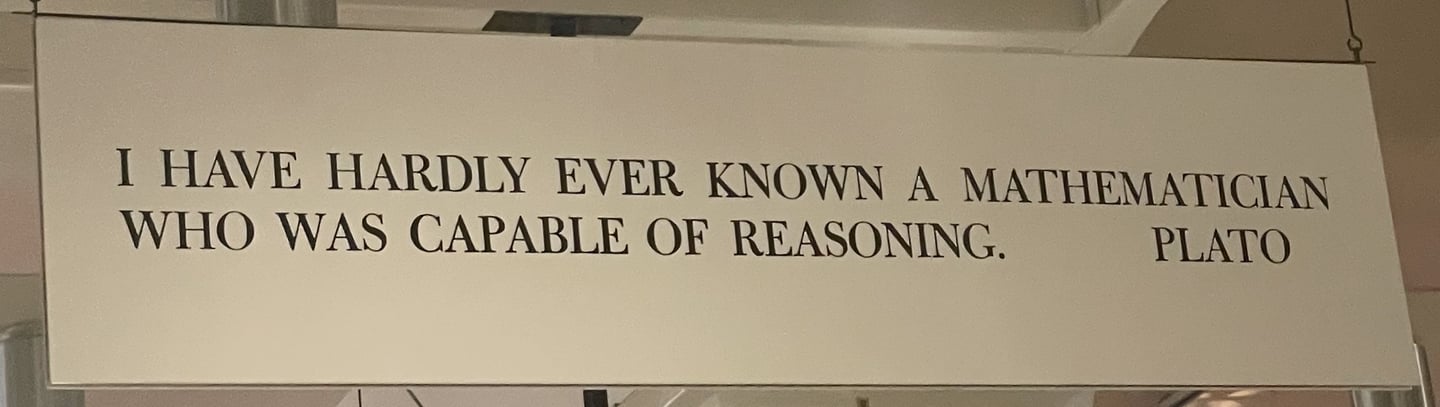 I HAVE HARDLY EVER KNOWN A MATHEMATICIAN
WHO WAS CAPABLE OF REASONING. PLATO